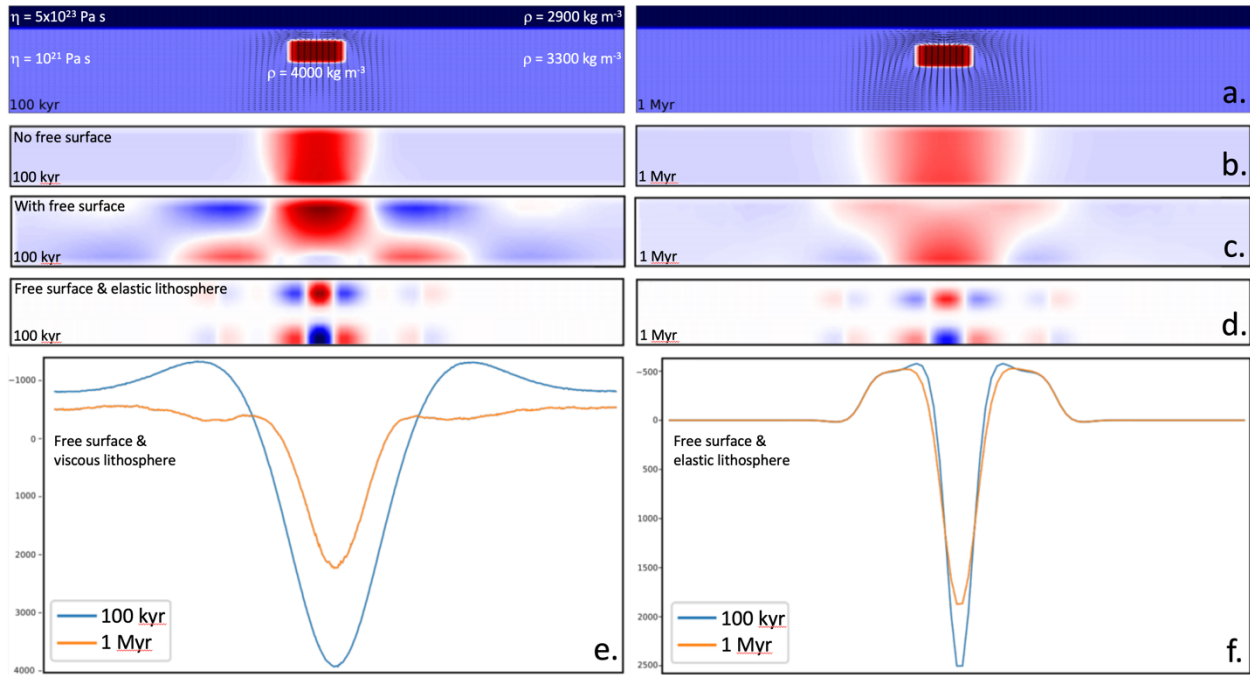 η = 5x10²³ Pa s
ρ = 2900 kg m⁻³
η = 10²¹ Pa s
ρ = 3300 kg m⁻³
ρ = 4000 kg m⁻³
100 kyr
1 Myr
a.
No free surface
100 kyr
1 Myr
b.
With free surface
100 kyr
1 Myr
c.
Free surface & elastic lithosphere
100 kyr
1 Myr
d.
−1000
0
1000
2000
3000
4000
Free surface &
viscous lithosphere
100 kyr
1 Myr
e.
−500
0
500
1000
1500
2000
2500
Free surface &
elastic lithosphere
100 kyr
1 Myr
f.